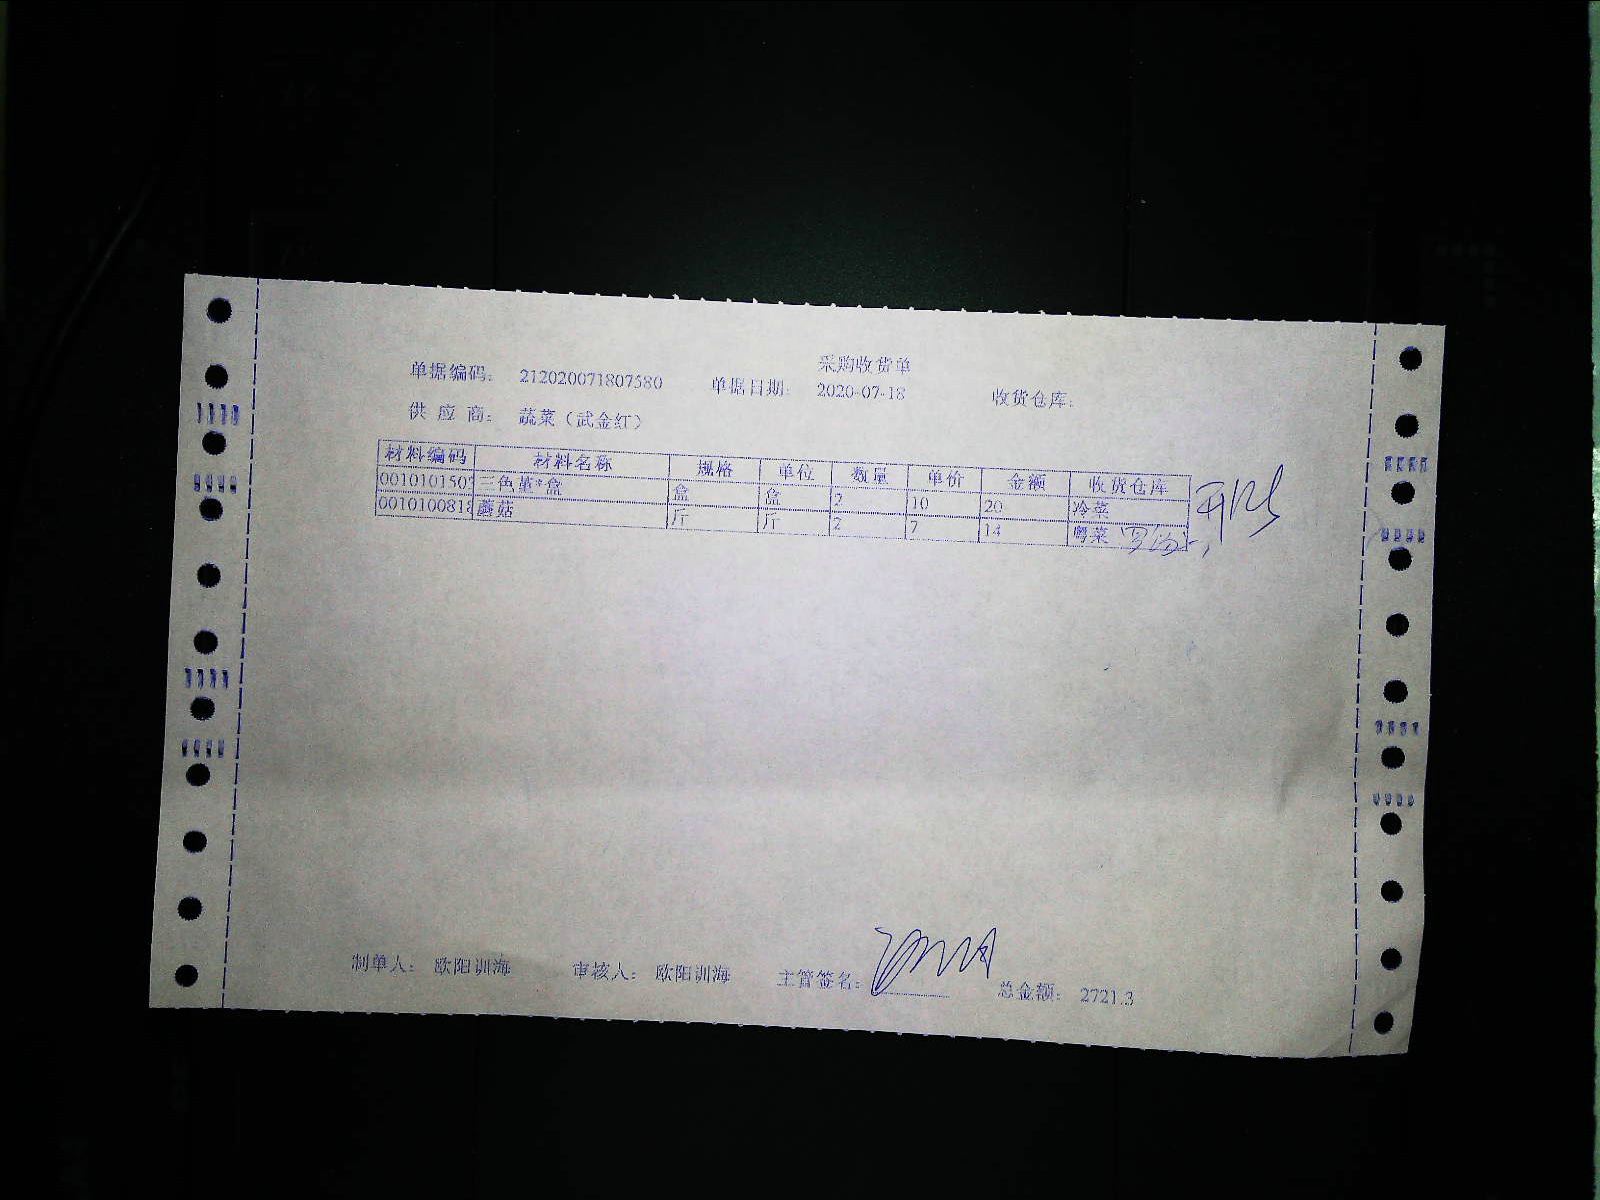 采购收货单
单据编码： 212020071807580 单据日期： 2020-07-18 收货仓库：
供 应 商： 蔬菜（武金红）
材料编码 材料名称 规格 单位 数量 单价 金额 收货仓库
0010101507 三色堇*盒 盒 盒 2 10 20 冷菜
0010100818 蘑菇 斤 斤 2 7 14 粤菜
制单人： 欧阳训海 审核人： 欧阳训海 主管签名： 总金额： 2721.3